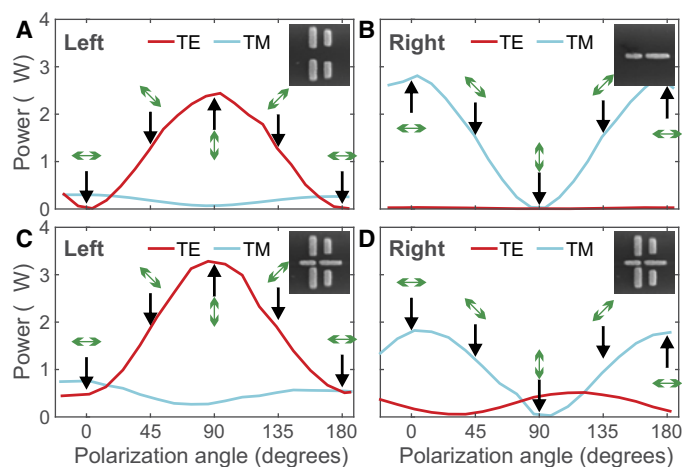 A Left TE TM
B Right TE TM
Power ( W)
4
3
2
1
0
C Left TE TM
D Right TE TM
Power ( W)
4
3
2
1
0
0 45 90 135 180
Polarization angle (degrees)
0 45 90 135 180
Polarization angle (degrees)